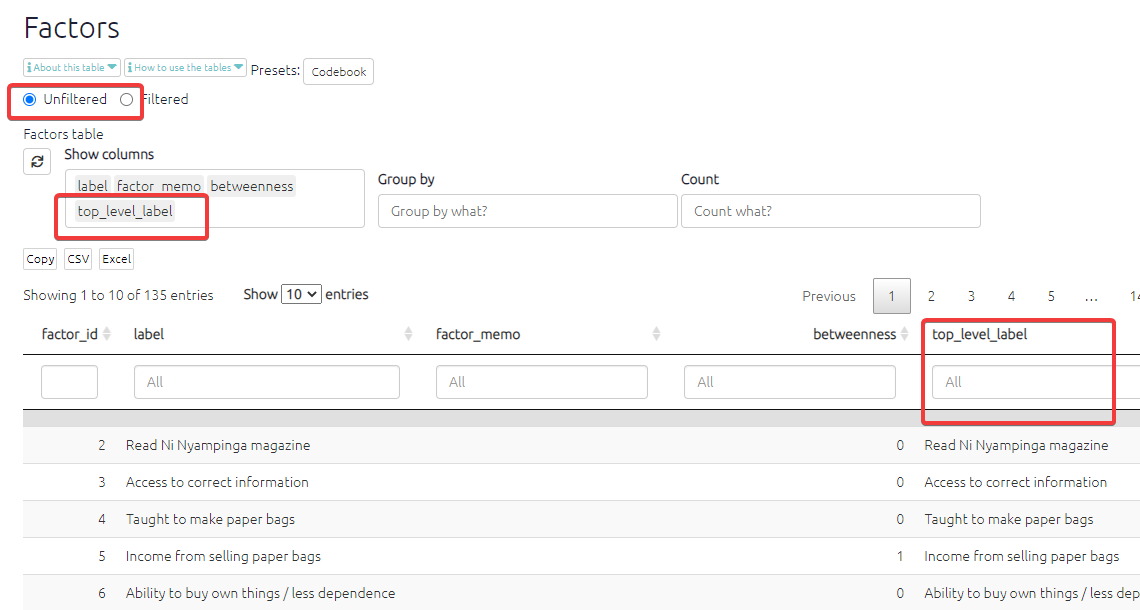 Factors
About this table How to use the tables Presets: Codebook
Unfiltered Filtered
Factors table
Show columns
label factor_memo betweenness
top_level_label
Group by
Group by what?
Count
Count what?
Copy CSV Excel
Showing 1 to 10 of 135 entries Show 10 entries Previous 1 2 3 4 5 ... 14
factor_id label factor_memo betweenness top_level_label
All All All All
2 Read Ni Nyampinga magazine 0 Read Ni Nyampinga magazine
3 Access to correct information 0 Access to correct information
4 Taught to make paper bags 0 Taught to make paper bags
5 Income from selling paper bags 1 Income from selling paper bags
6 Ability to buy own things / less dependence 0 Ability to buy own things / less dep